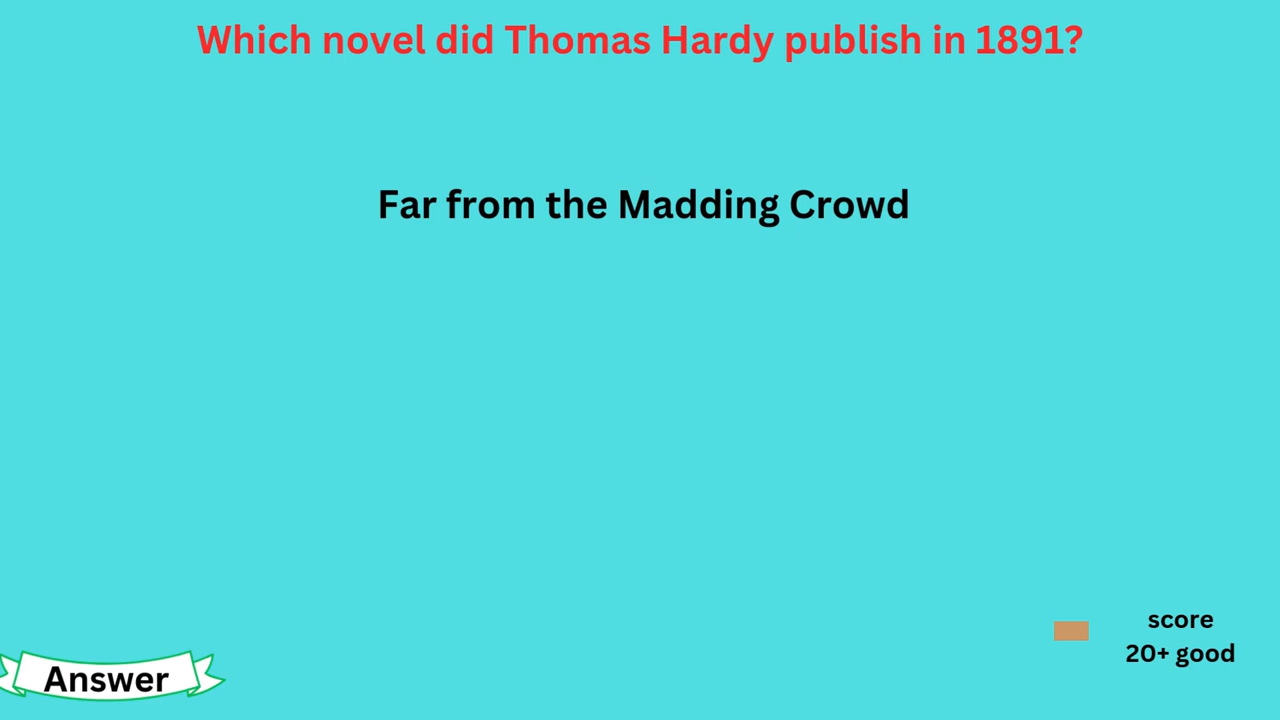 Which novel did Thomas Hardy publish in 1891?
Far from the Madding Crowd
score
20+ good
Answer